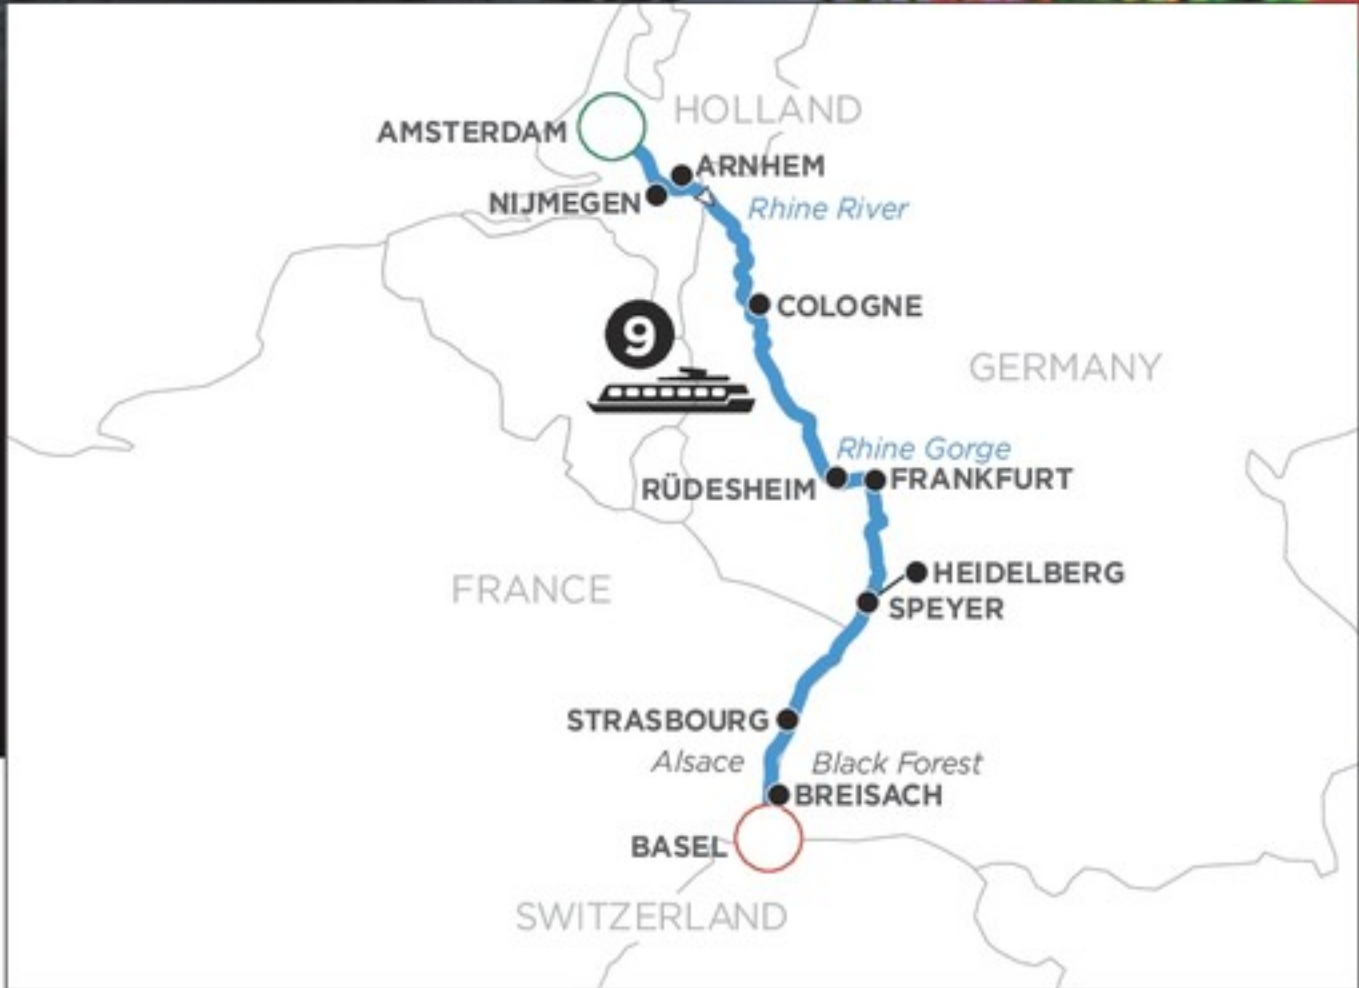 HOLLAND
AMSTERDAM
ARNHEM
NIJMEGEN
Rhine River
COLOGNE
9
GERMANY
Rhine Gorge
RÜDESHEIM
FRANKFURT
HEIDELBERG
FRANCE
SPEYER
STRASBOURG
Alsace
Black Forest
BREISACH
BASEL
SWITZERLAND